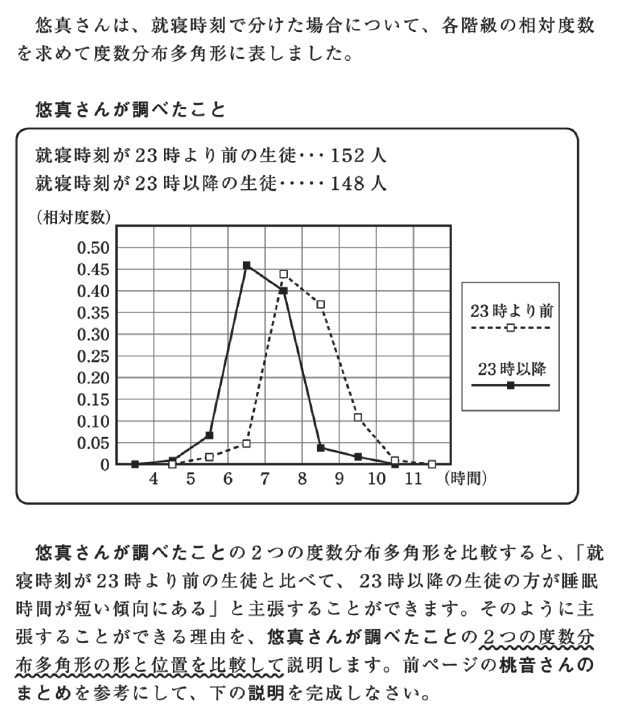 悠真さんは、就寝時刻で分けた場合について、各階級の相対度数
を求めて度数分布多角形に表しました。
悠真さんが調べたこと
就寝時刻が23時より前の生徒･･･152人
就寝時刻が23時以降の生徒･････148人
(相対度数)
0.50
0.45
0.40
0.35
0.30
0.25
0.20
0.15
0.10
0.05
0
4 5 6 7 8 9 10 11 (時間)
23時より前
23時以降
悠真さんが調べたことの2つの度数分布多角形を比較すると、「就
寝時刻が23時より前の生徒と比べて、23時以降の生徒の方が睡眠
時間が短い傾向にある」と主張することができます。そのように主
張することができる理由を、悠真さんが調べたことの2つの度数分
布多角形の形と位置を比較して説明します。前ページの桃音さんの
まとめを参考にして、下の説明を完成しなさい。